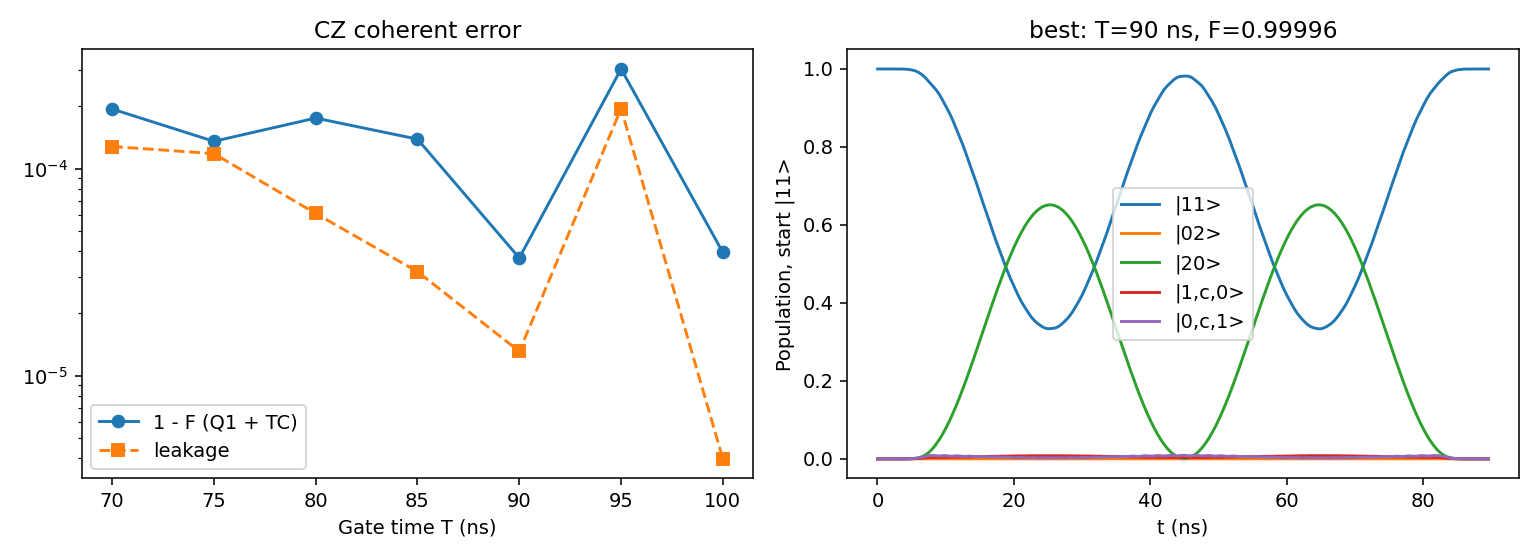 CZ coherent error
10⁻⁴
10⁻⁵
1 - F (Q1 + TC)
leakage
70 75 80 85 90 95 100
Gate time T (ns)
best: T=90 ns, F=0.99996
Population, start |11>
1.0
0.8
0.6
0.4
0.2
0.0
|11>
|02>
|20>
|1,c,0>
|0,c,1>
0 20 40 60 80
t (ns)